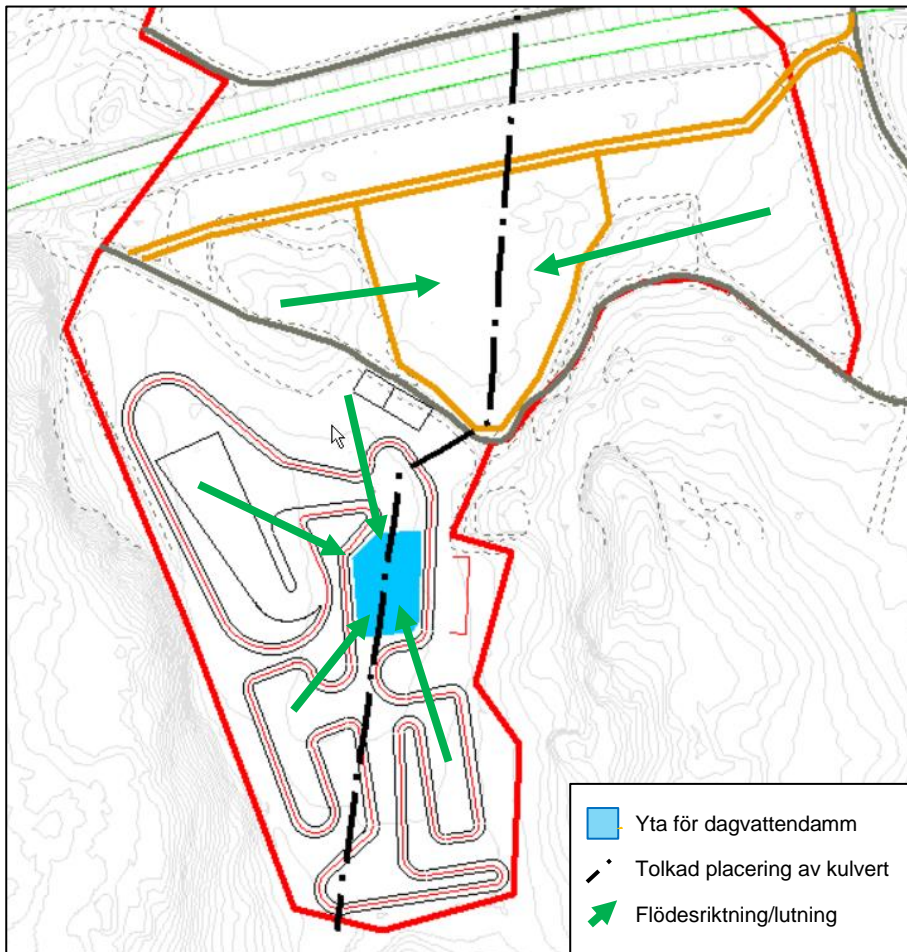 Yta för dagvattendamm
Tolkad placering av kulvert
Flödesriktning/lutning